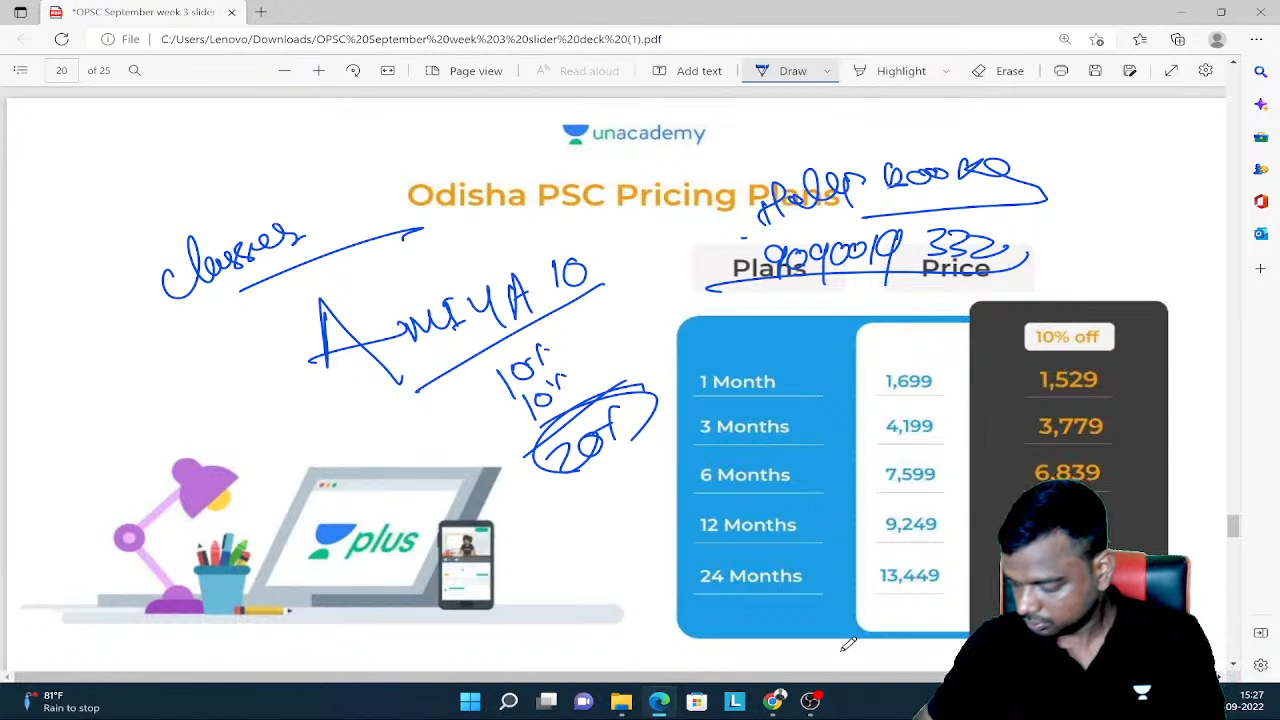 *OPSC September week 3 slider
File C:/Users/Lenovo/Downloads/OPSC%20September%20week%203%20slider%20deck%20(1).pdf
20 of 25 Page view Read aloud Add text Draw Highlight Erase
unacademy
Odisha PSC Pricing Plans
classies
AMIYA 10
10%
10%
20%
9090019 332
Plans Price
10% off
1 Month 1,699 1,529
3 Months 4,199 3,779
6 Months 7,599 6,839
12 Months 9,249
24 Months 13,449
plus
81°F
Rain to stop
15:27
09-2022